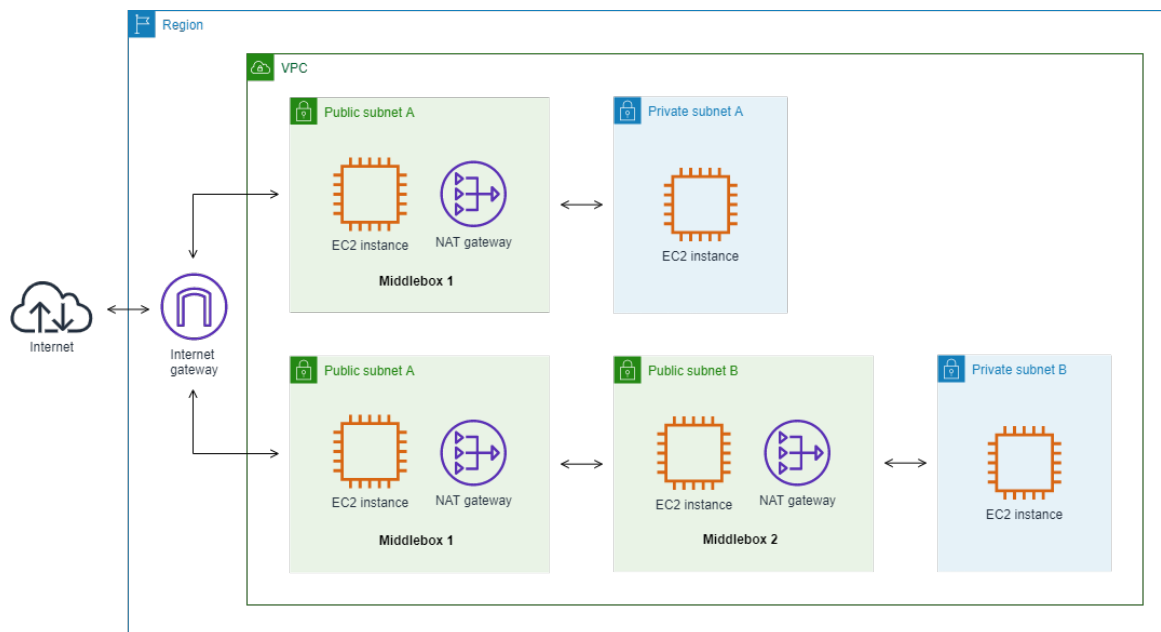 Region
VPC
Public subnet A
Private subnet A
EC2 instance
NAT gateway
EC2 instance
Middlebox 1
Internet
Internet
gateway
Public subnet A
Public subnet B
Private subnet B
EC2 instance
NAT gateway
EC2 instance
NAT gateway
EC2 instance
Middlebox 1
Middlebox 2